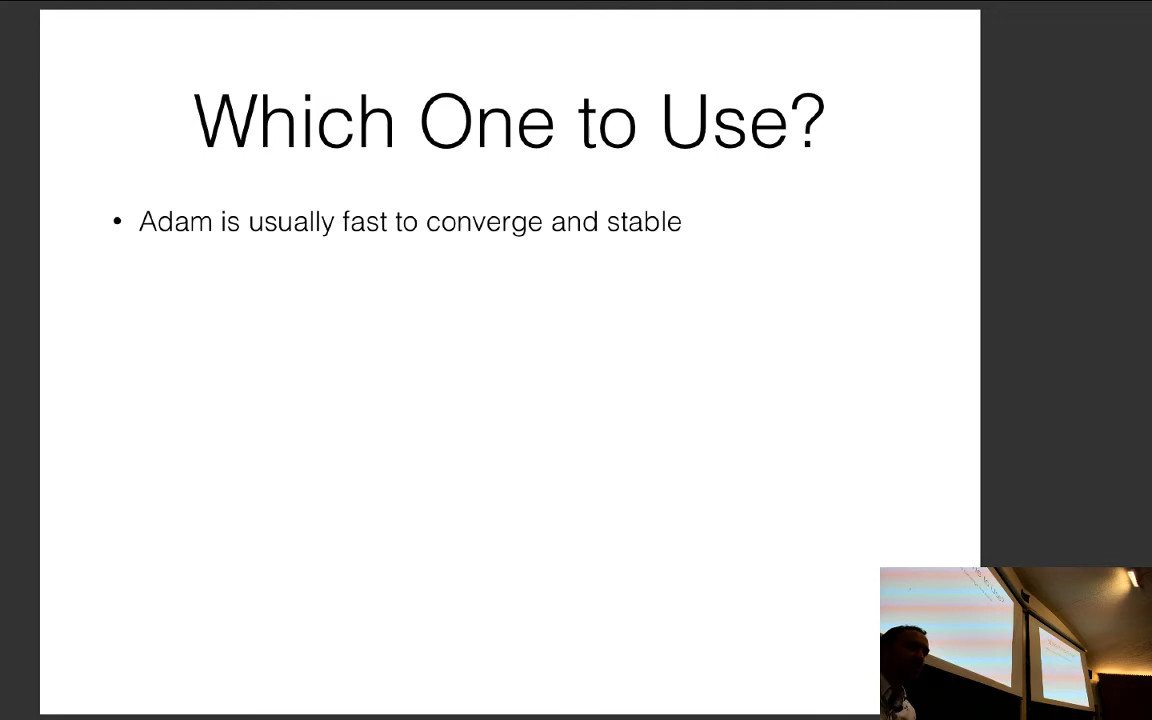 Which One to Use?
• Adam is usually fast to converge and stable